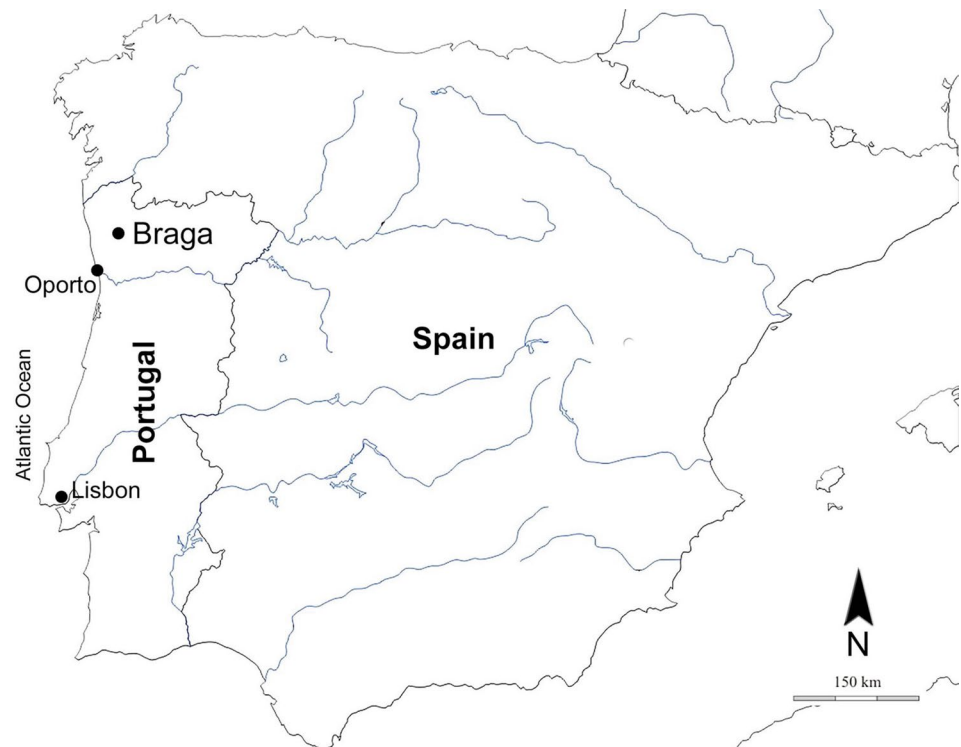 Braga
Oporto
Spain
Portugal
Atlantic Ocean
Lisbon
N
150 km